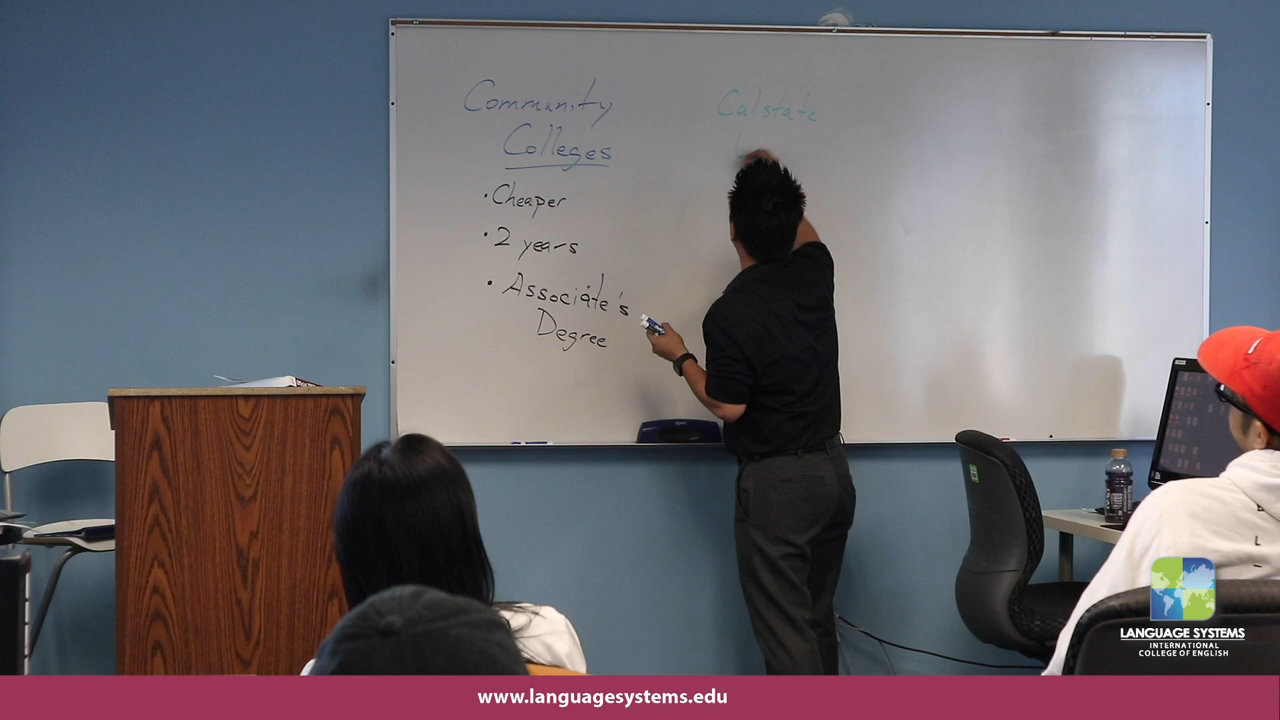 Community
Colleges
• Cheaper
• 2 years
• Associate's
Degree
Calstate
LANGUAGE SYSTEMS
INTERNATIONAL
COLLEGE OF ENGLISH
www.languagesystems.edu